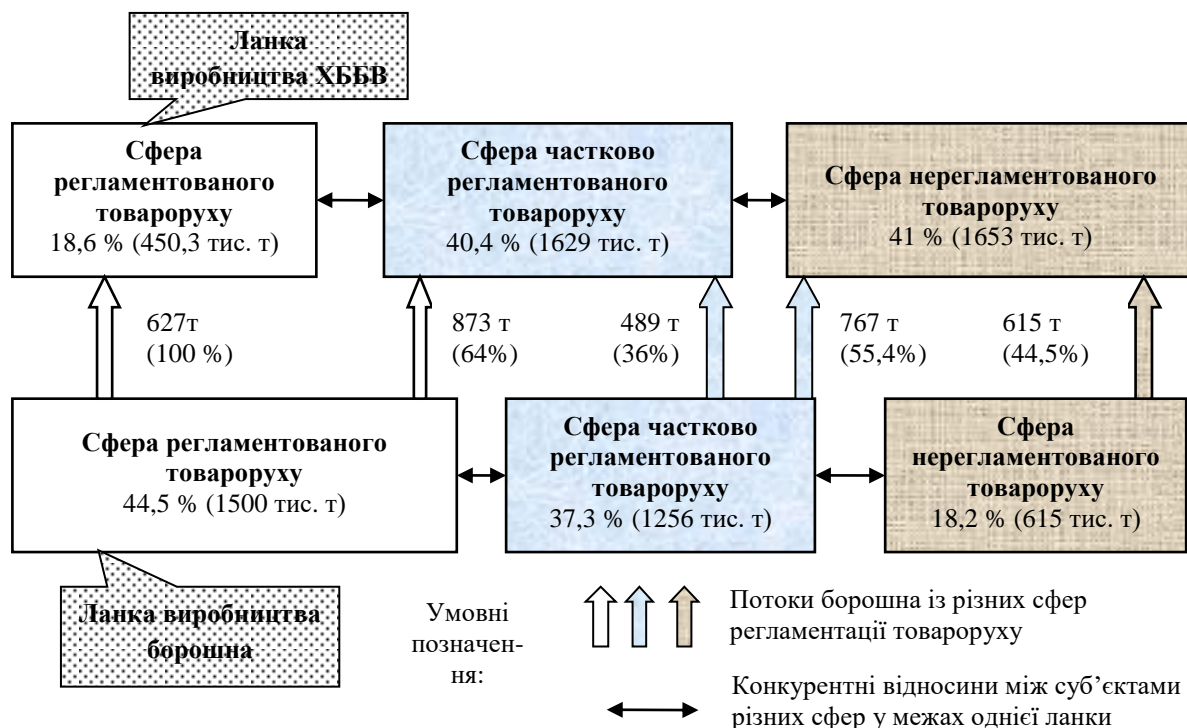 Ланка
виробництва ХББВ
Сфера
регламентованого
товароруху
18,6 % (450,3 тис. т)
Сфера частково
регламентованого
товароруху
40,4 % (1629 тис. т)
Сфера нерегламентованого
товароруху
41 % (1653 тис. т)
627т
(100 %)
873 т
(64%)
489 т
(36%)
767 т
(55,4%)
615 т
(44,5%)
Сфера регламентованого
товароруху
44,5 % (1500 тис. т)
Сфера частково
регламентованого
товароруху
37,3 % (1256 тис. т)
Сфера
нерегламентованого
товароруху
18,2 % (615 тис. т)
Ланка виробництва
борошна
Умовні
позначен-
ня:
Потоки борошна із різних сфер
регламентації товароруху
Конкурентні відносини між суб’єктами
різних сфер у межах однієї ланки